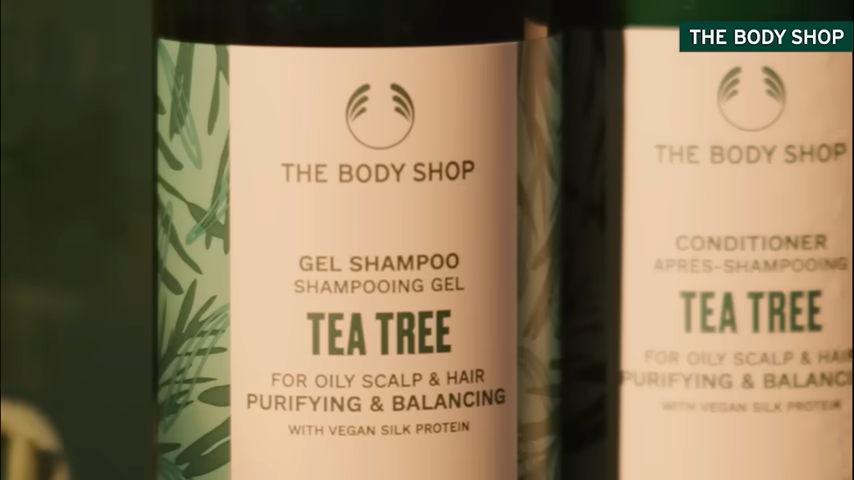 THE BODY SHOP
THE BODY SHOP
GEL SHAMPOO
SHAMPOOING GEL
TEA TREE
FOR OILY SCALP & HAIR
PURIFYING & BALANCING
WITH VEGAN SILK PROTEIN
THE BODY SHOP
CONDITIONER
APRÈS-SHAMPOOING
TEA TREE
FOR OILY SCALP & HAIR
PURIFYING & BALANCI
WITH VEGAN SILK PROTEIN